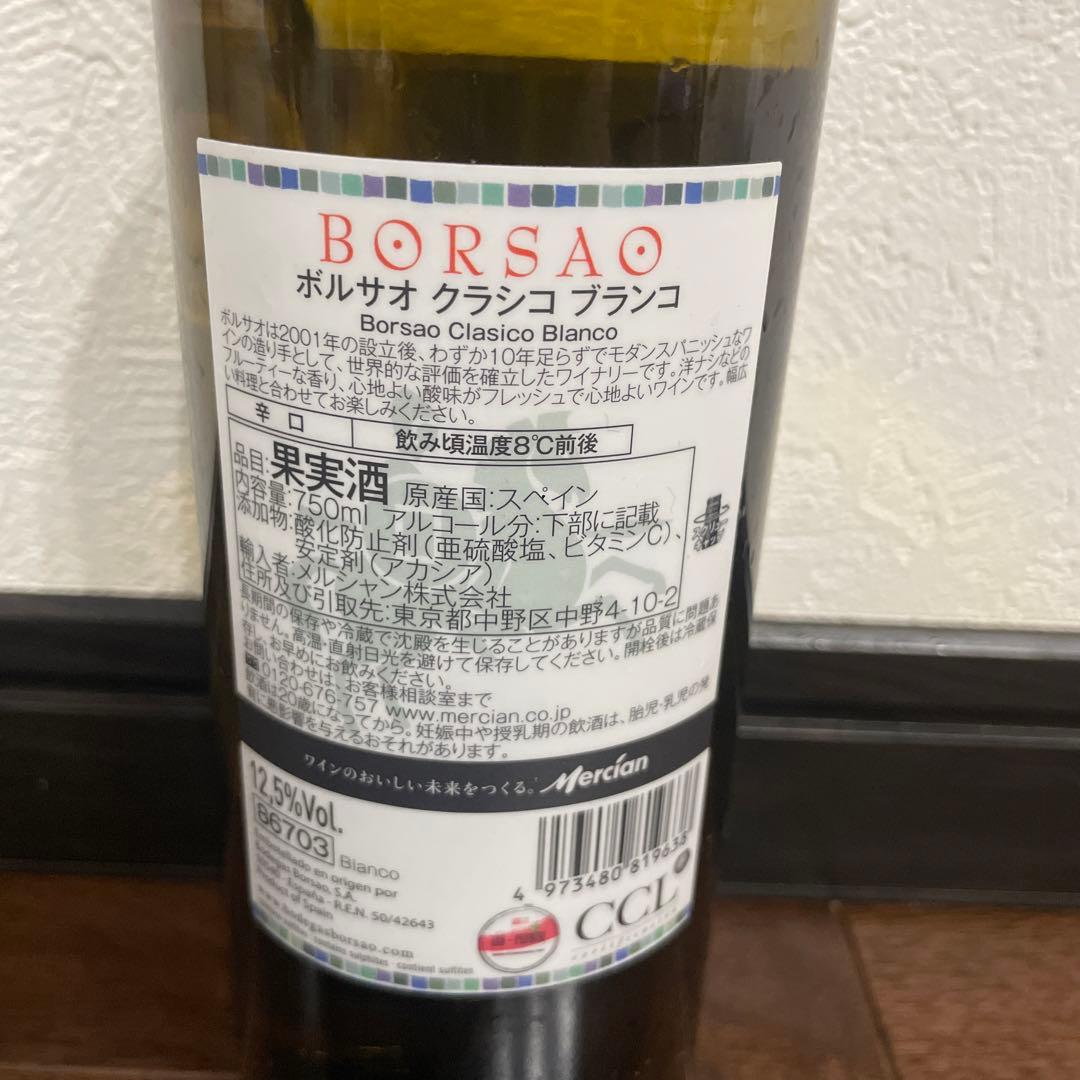 BORSAO
ボルサオ クラシコ ブランコ
Borsao Clasico Blanco
ボルサオは2001年の設立後、わずか10年足らずでモダンスパニッシュなワ
インの造り手として、世界的な評価を確立したワイナリーです。洋ナシなどの
フルーティーな香り、心地よい酸味がフレッシュで心地よいワインです。幅広
い料理と合わせてお楽しみください。
辛口 飲み頃温度8℃前後
品目:果実酒 原産国:スペイン
内容量:750ml アルコール分:下部に記載
添加物:酸化防止剤(亜硫酸塩、ビタミンC)、
安定剤(アカシア)
輸入者:メルシャン株式会社
住所及び引取先:東京都中野区中野4-10-2
長期間の保存や冷蔵で沈殿を生じることがありますが品質に問題あ
りません。高温・直射日光を避けて保存してください。開栓後は冷蔵保
存し、お早めにお飲みください。
お問い合わせは、お客様相談室まで
0120-676-757 www.mercian.co.jp
飲酒は20歳になってから。妊娠中や授乳期の飲酒は、胎児・乳児の発
育に悪影響を与えるおそれがあります。
ワインのおいしい未来をつくる。 Mercian
12,5%Vol.
86703 Blanco
Embotellado en origen por
Bodegas Borsao, S.A.
España - R.E.N. 50/42643
Product of Spain
www.bodegasborsao.com
contains sulphites · contient sulfites
4 973480 819636
CCL